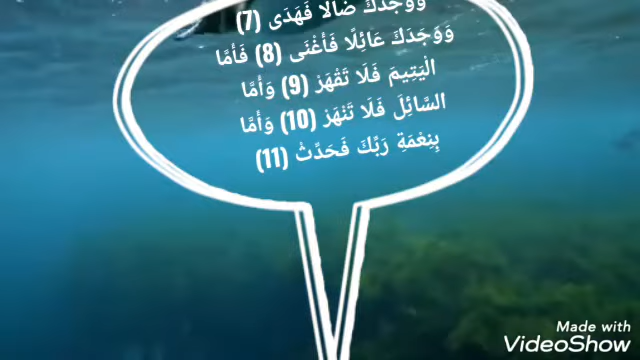 وَوَجَدَكَ ضَالًّا فَهَدَى (7)
وَوَجَدَكَ عَائِلًا فَأَغْنَى (8) فَأَمَّا
الْيَتِيمَ فَلَا تَقْهَرْ (9) وَأَمَّا
السَّائِلَ فَلَا تَنْهَرْ (10) وَأَمَّا
بِنِعْمَةِ رَبِّكَ فَحَدِّثْ (11)
Made with
VideoShow